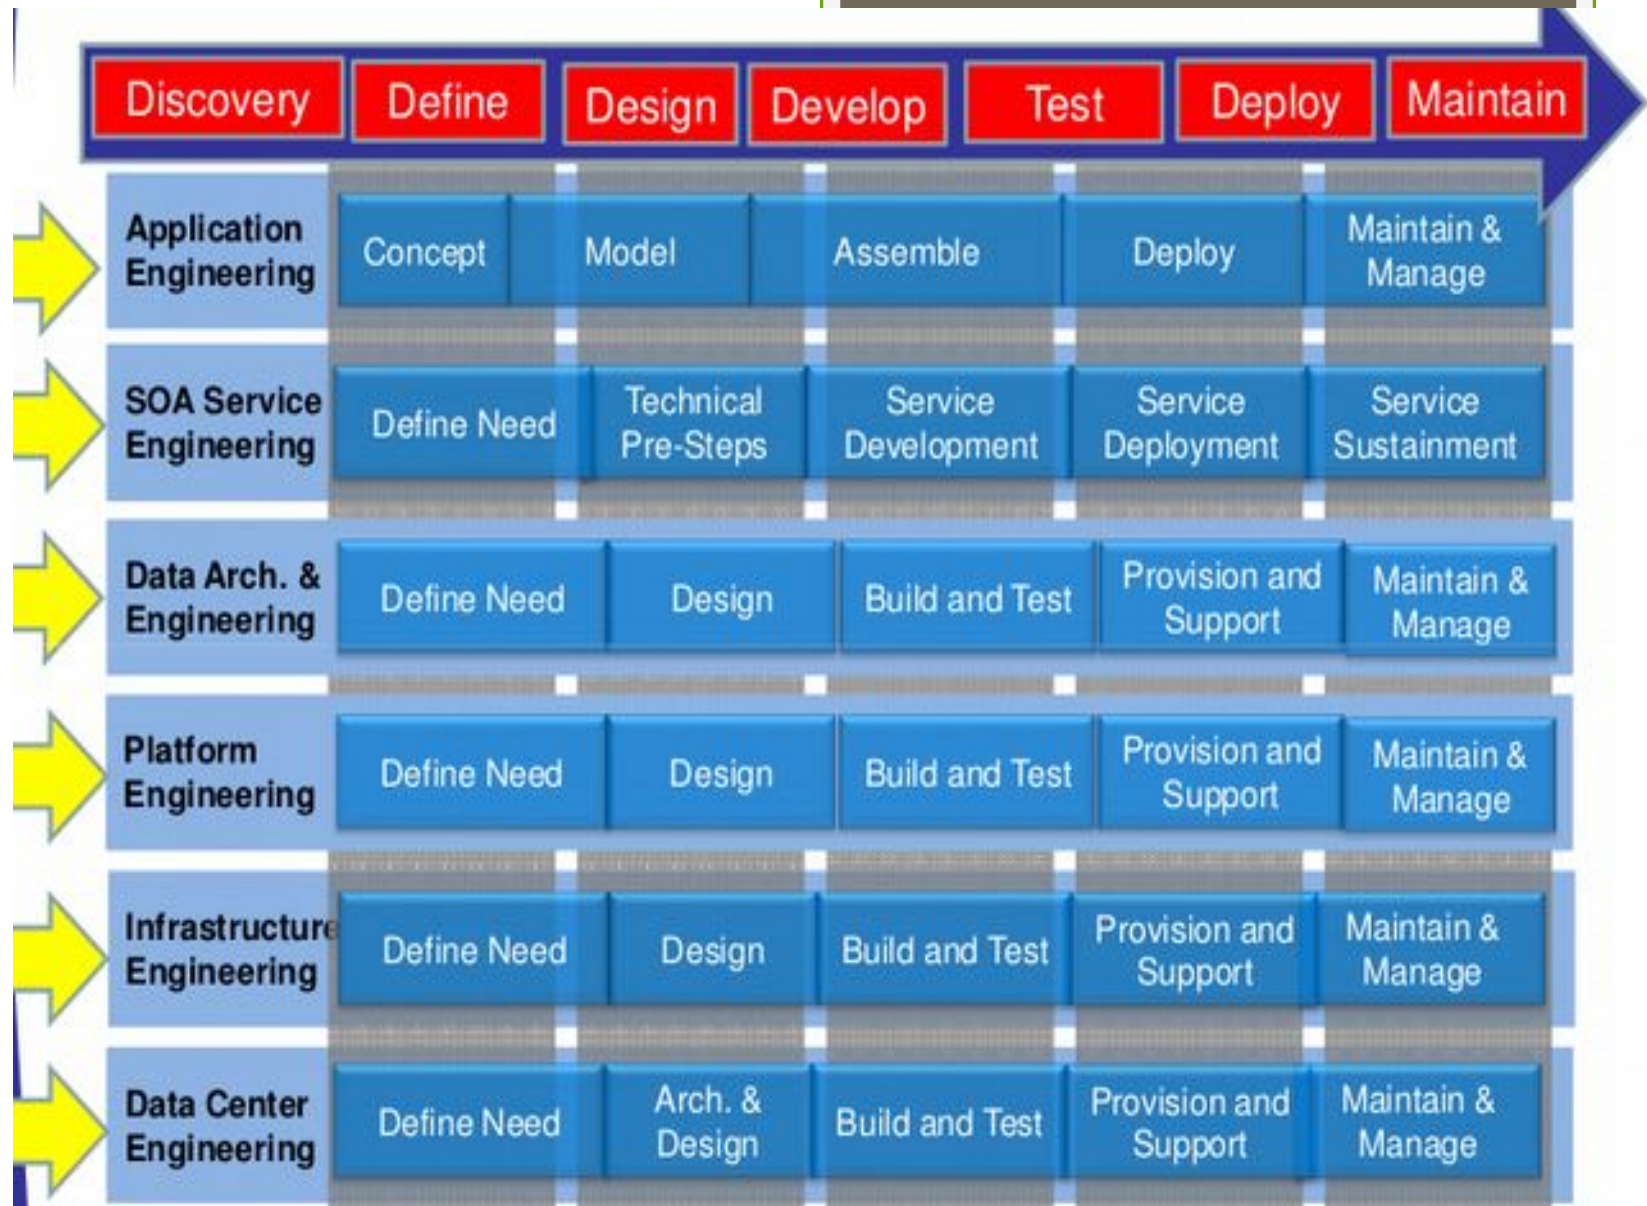 Discovery
Define
Design
Develop
Test
Deploy
Maintain
Application
Engineering
Concept
Model
Assemble
Deploy
Maintain &
Manage
SOA Service
Engineering
Define Need
Technical
Pre-Steps
Service
Development
Service
Deployment
Service
Sustainment
Data Arch. &
Engineering
Define Need
Design
Build and Test
Provision and
Support
Maintain &
Manage
Platform
Engineering
Define Need
Design
Build and Test
Provision and
Support
Maintain &
Manage
Infrastructure
Engineering
Define Need
Design
Build and Test
Provision and
Support
Maintain &
Manage
Data Center
Engineering
Define Need
Arch. &
Design
Build and Test
Provision and
Support
Maintain &
Manage